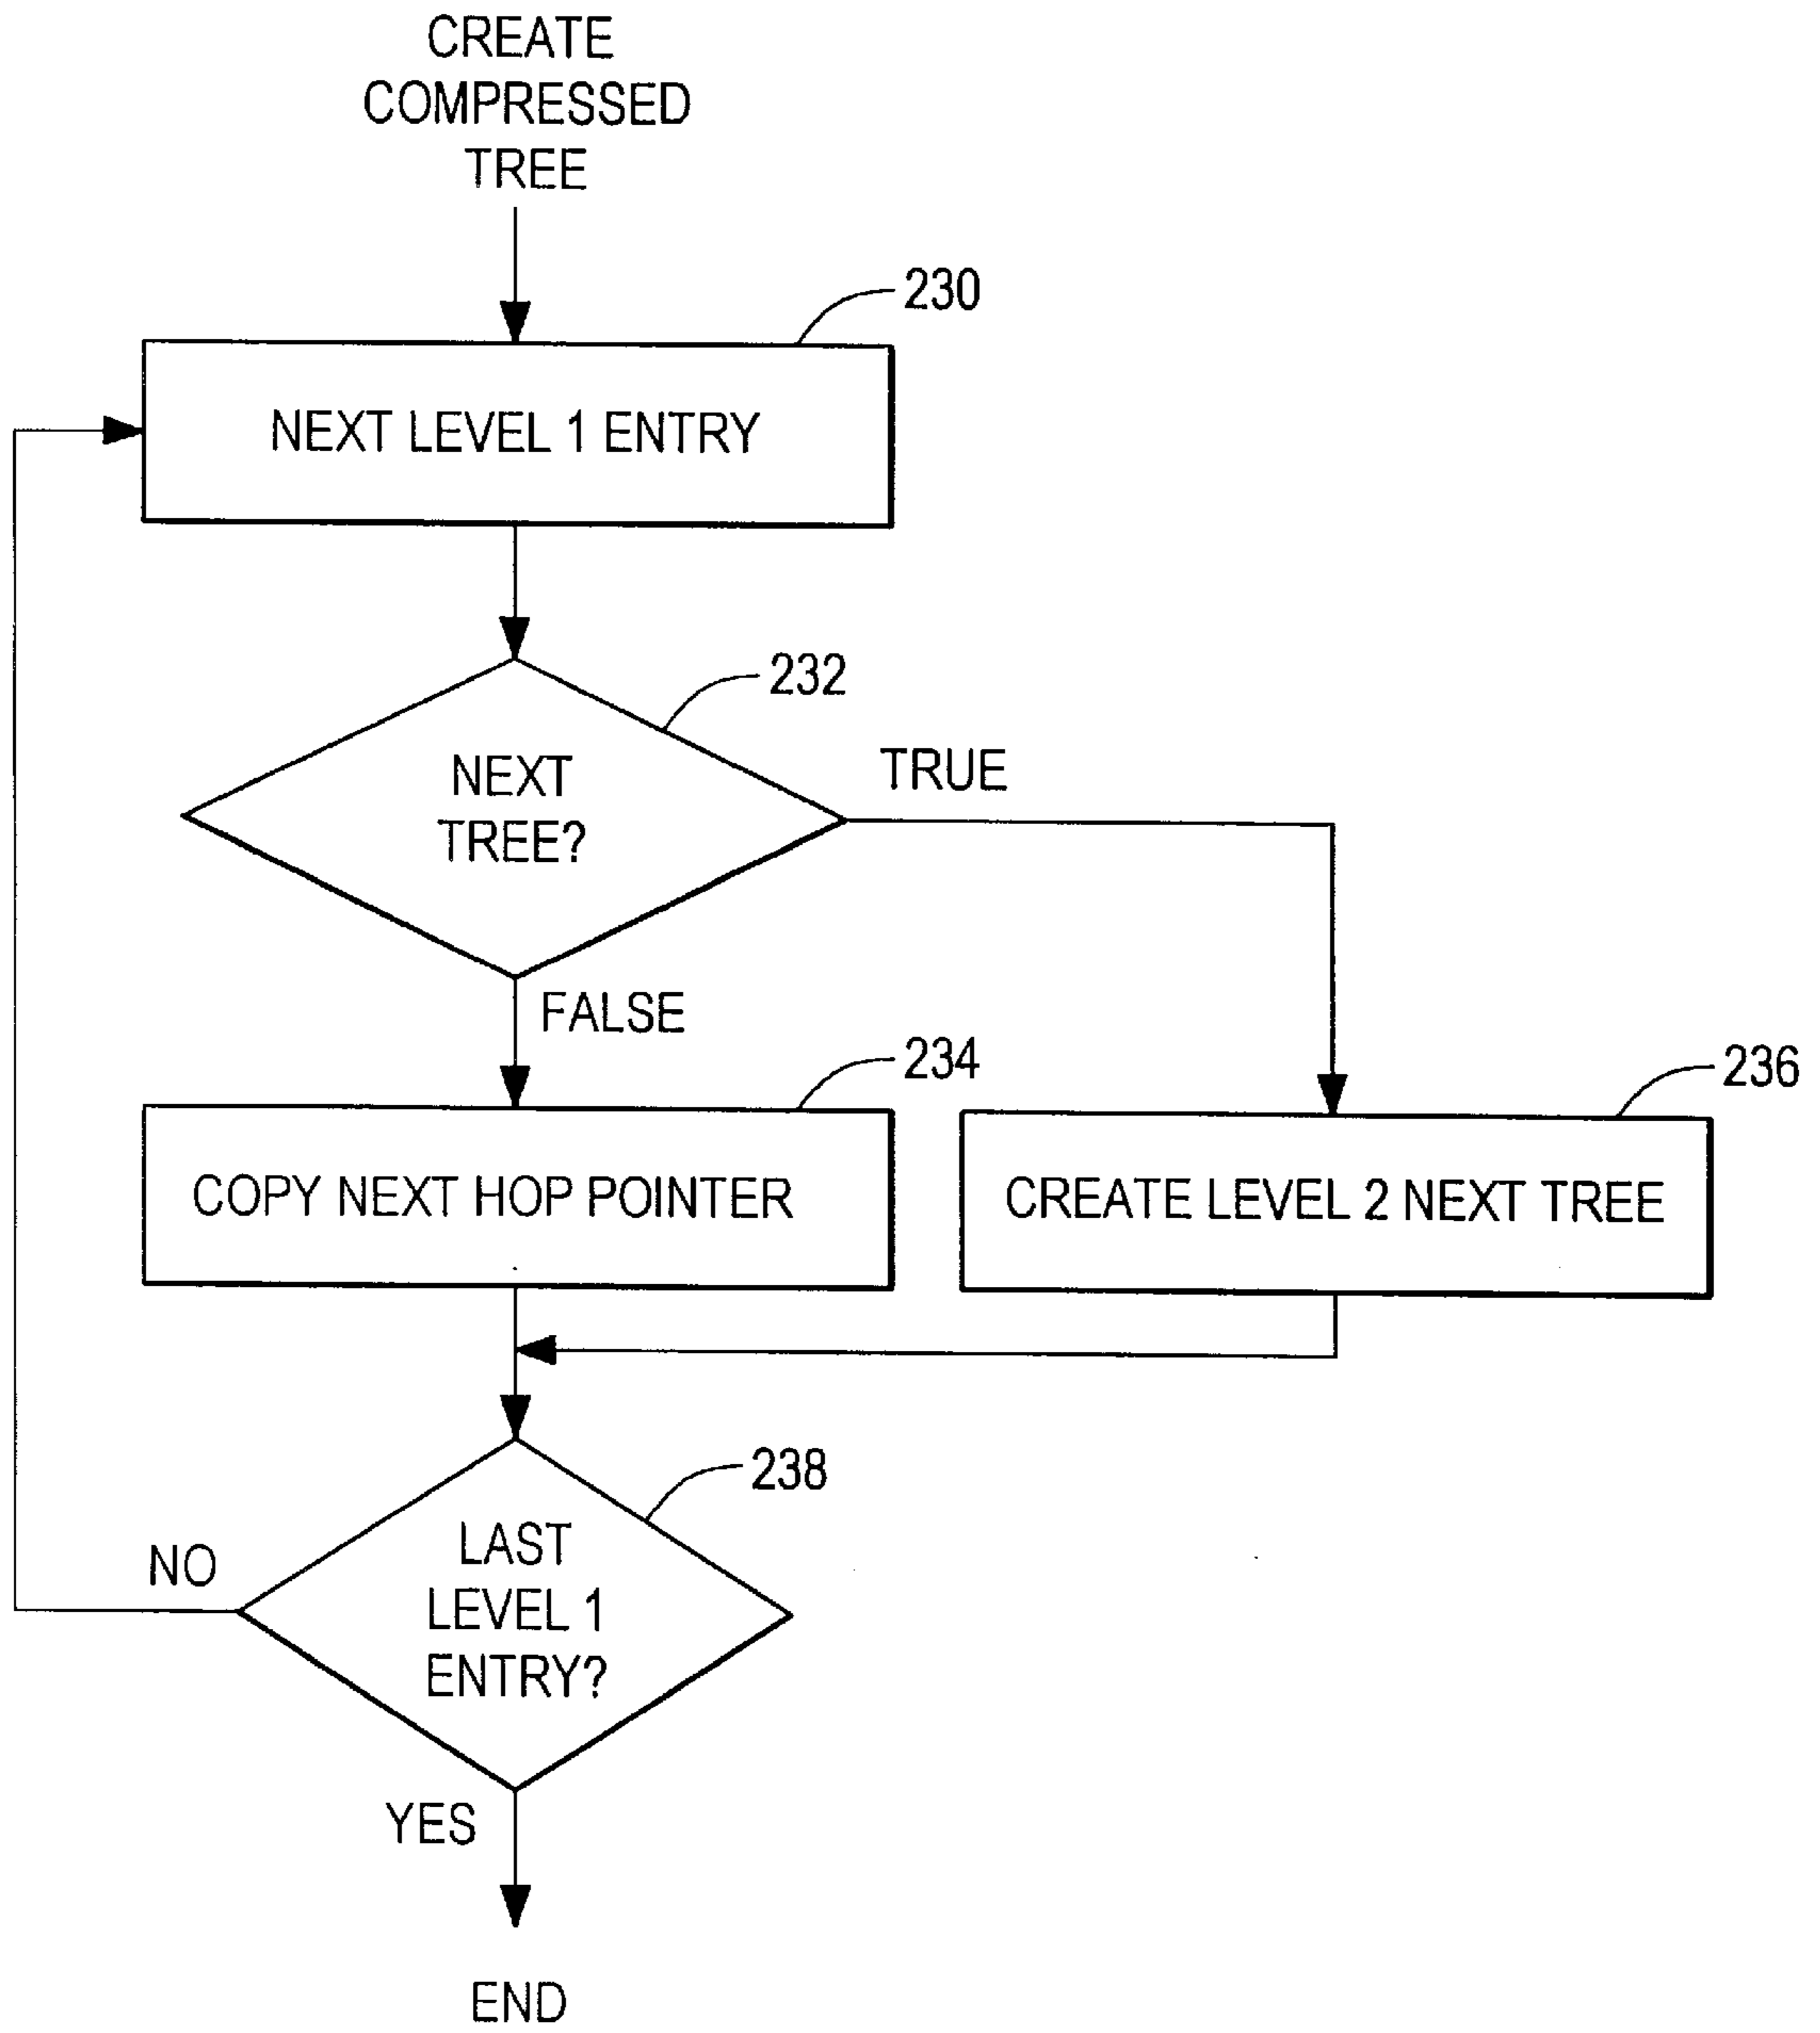 CREATE
COMPRESSED
TREE
230
NEXT LEVEL 1 ENTRY
232
NEXT
TREE?
TRUE
FALSE
234
236
COPY NEXT HOP POINTER
CREATE LEVEL 2 NEXT TREE
238
LAST
LEVEL 1
ENTRY?
NO
YES
END